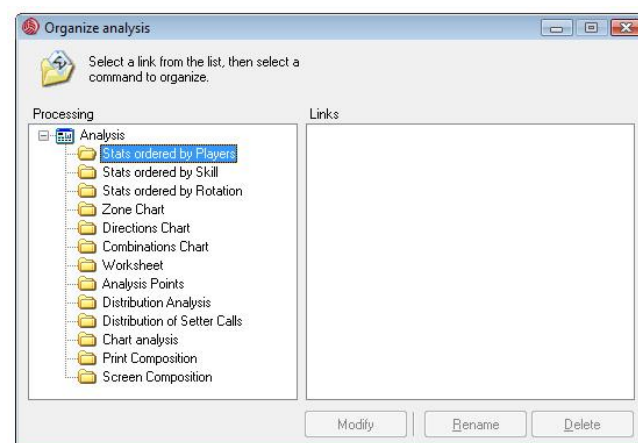 Organize analysis
Select a link from the list, then select a
command to organize.
Processing
Links
Analysis
Stats ordered by Players
Stats ordered by Skill
Stats ordered by Rotation
Zone Chart
Directions Chart
Combinations Chart
Worksheet
Analysis Points
Distribution Analysis
Distribution of Setter Calls
Chart analysis
Print Composition
Screen Composition
Modify
Rename
Delete